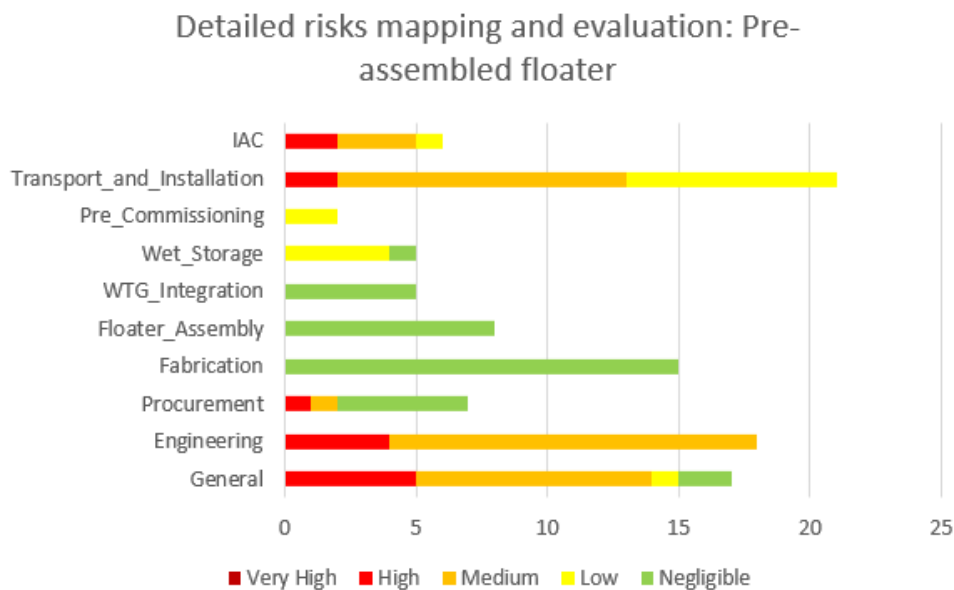 Detailed risks mapping and evaluation: Pre-
assembled floater
IAC
Transport_and_Installation
Pre_Commissioning
Wet_Storage
WTG_Integration
Floater_Assembly
Fabrication
Procurement
Engineering
General
0 5 10 15 20 25
Very High High Medium Low Negligible